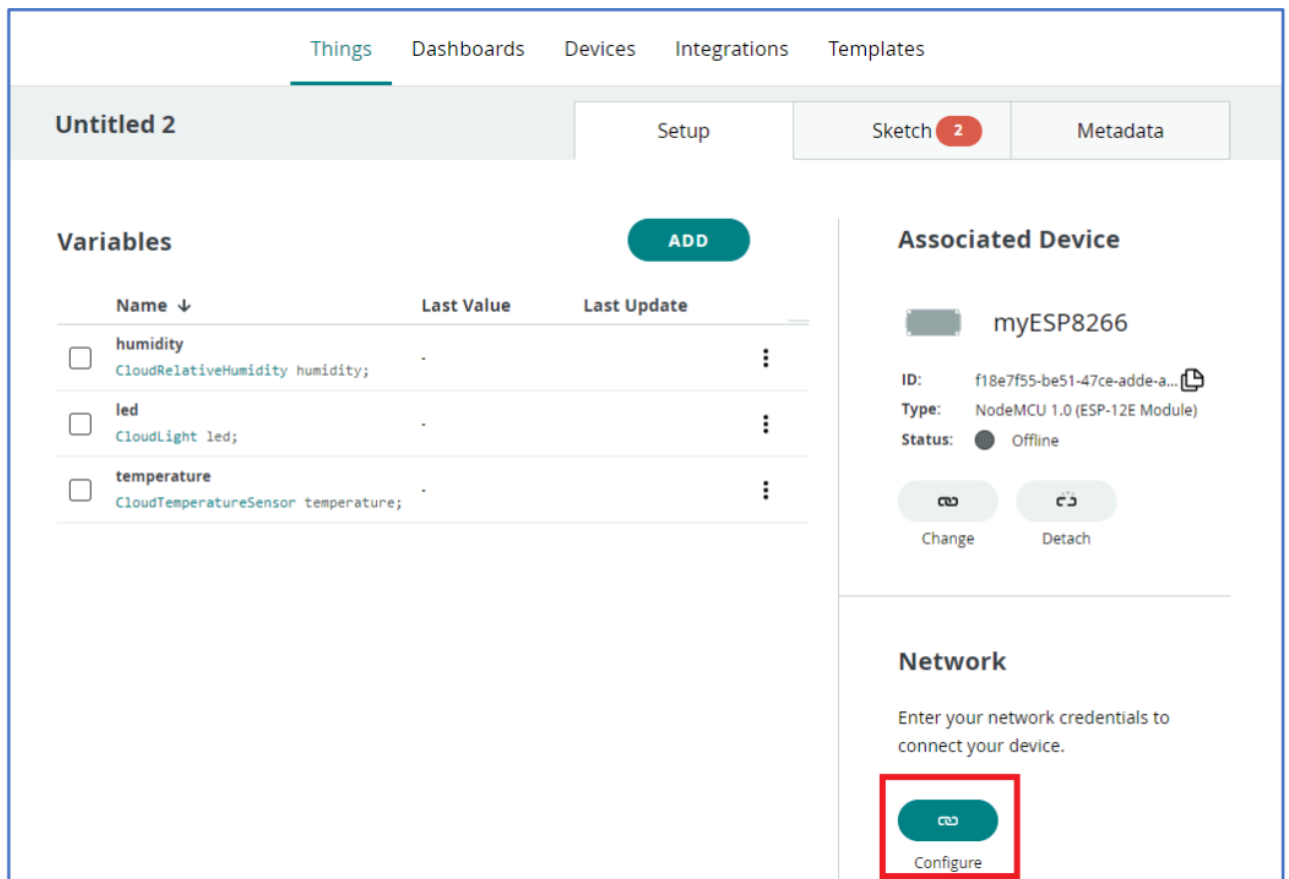 Things Dashboards Devices Integrations Templates
Untitled 2
Setup
Sketch 2
Metadata
Variables
ADD
Name ↓ Last Value Last Update
humidity
CloudRelativeHumidity humidity;
-
led
CloudLight led;
-
temperature
CloudTemperatureSensor temperature;
-
Associated Device
myESP8266
ID: f18e7f55-be51-47ce-adde-a...
Type: NodeMCU 1.0 (ESP-12E Module)
Status: Offline
Change Detach
Network
Enter your network credentials to
connect your device.
Configure